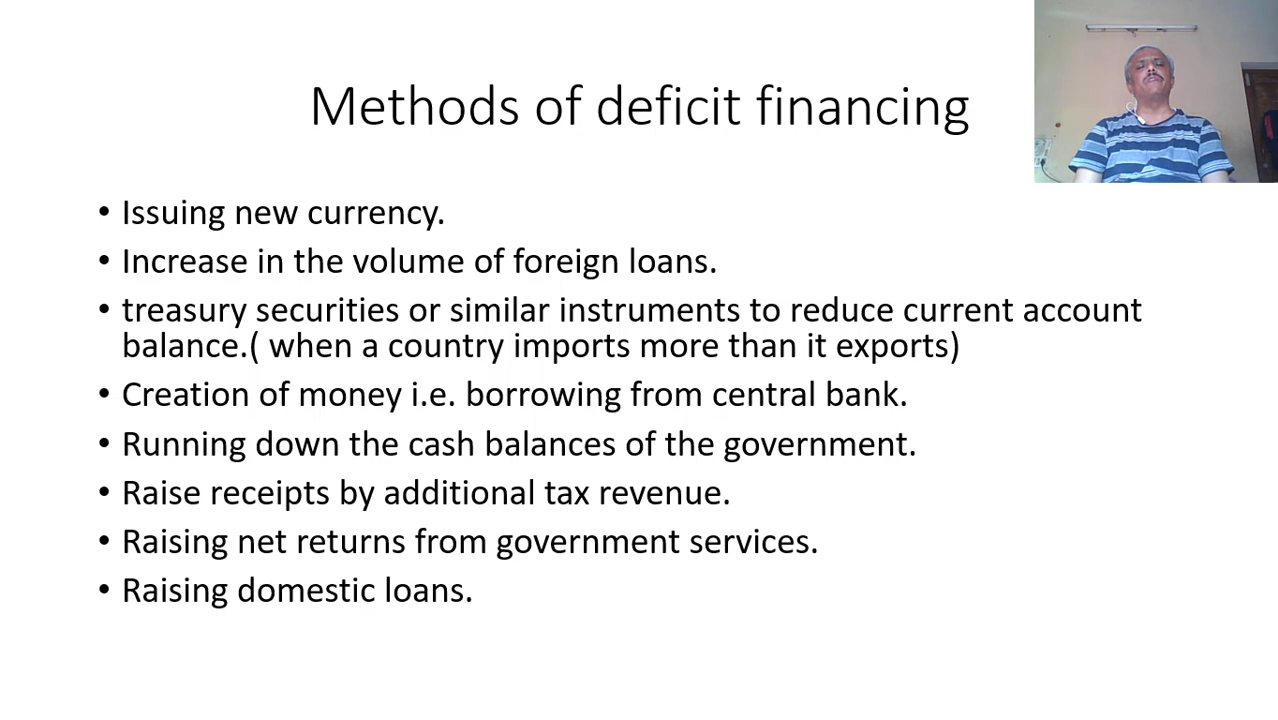 Methods of deficit financing
• Issuing new currency.
• Increase in the volume of foreign loans.
• treasury securities or similar instruments to reduce current account
balance.( when a country imports more than it exports)
• Creation of money i.e. borrowing from central bank.
• Running down the cash balances of the government.
• Raise receipts by additional tax revenue.
• Raising net returns from government services.
• Raising domestic loans.